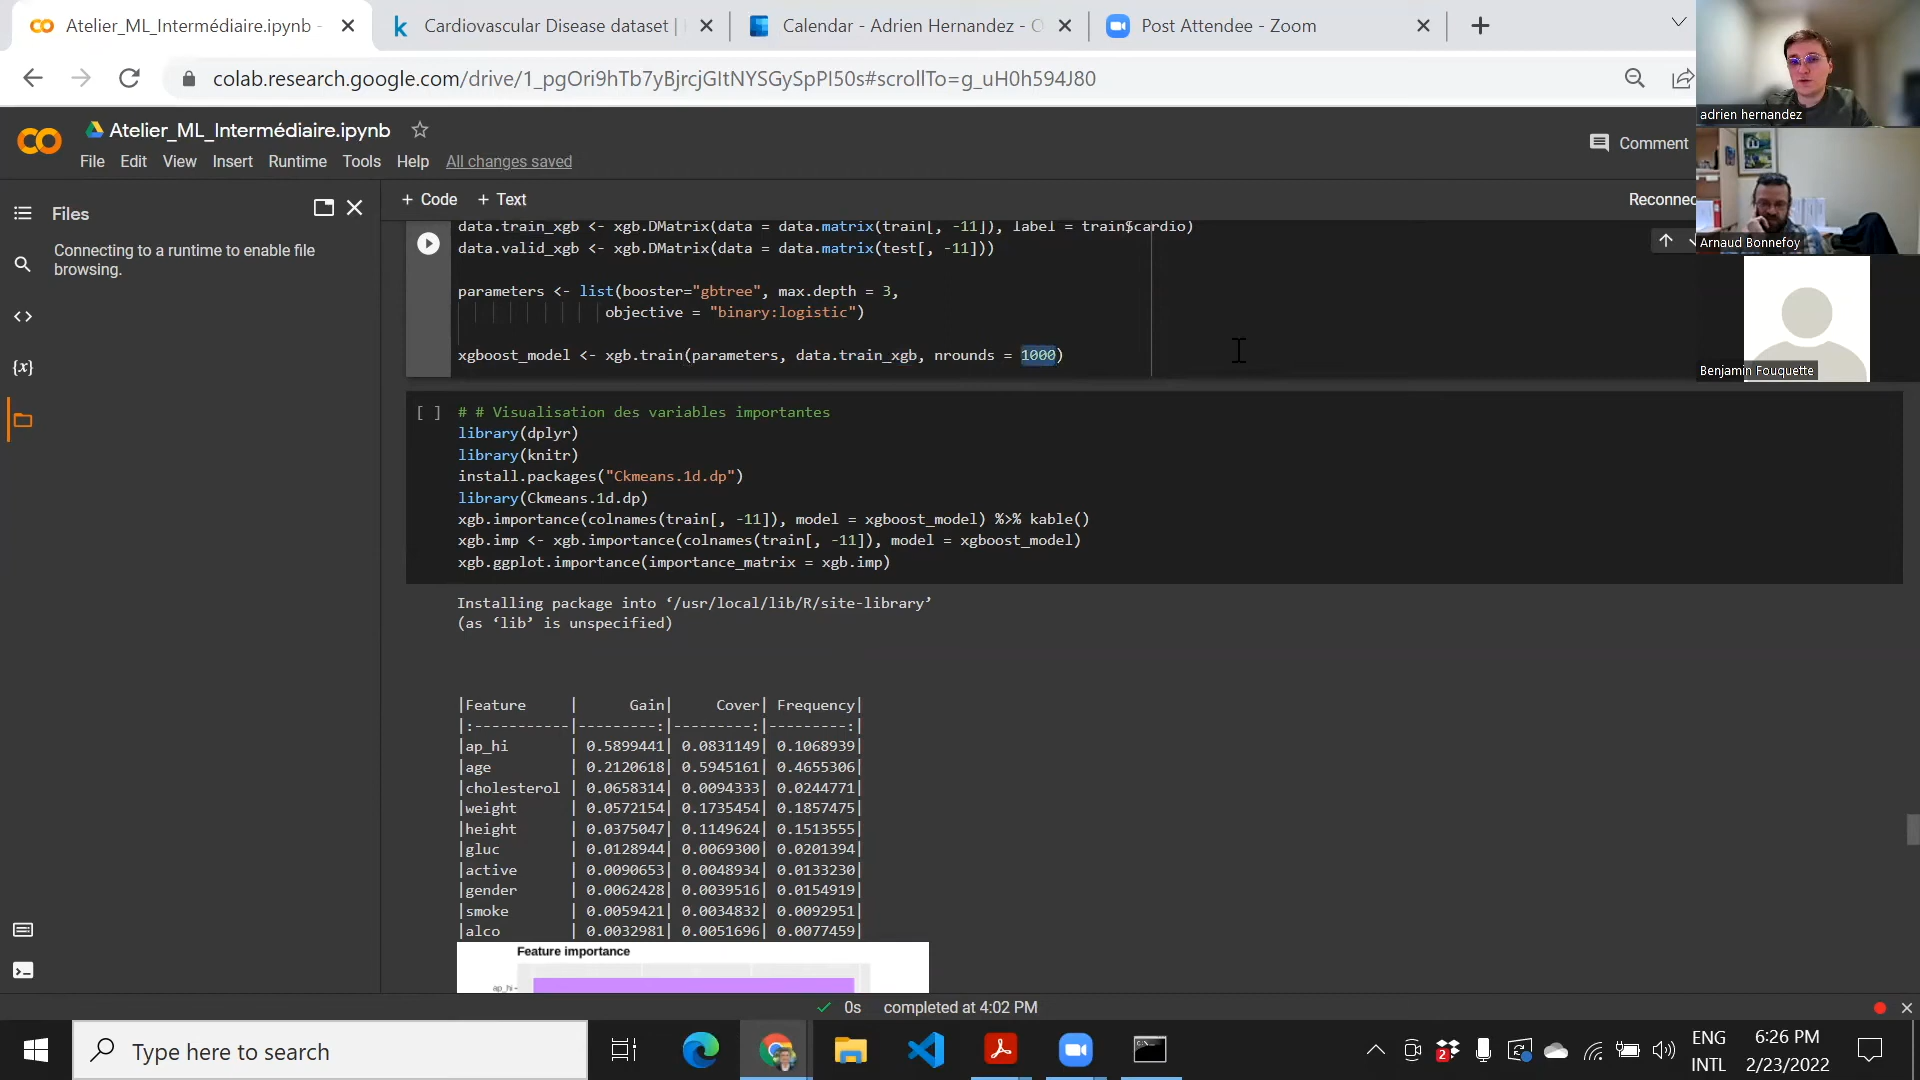 Atelier_ML_Intermédiaire.ipynb -
Cardiovascular Disease dataset |
Calendar - Adrien Hernandez - O
Post Attendee - Zoom
colab.research.google.com/drive/1_pgOri9hTb7yBjrcjGItNYSGySpPl50s#scrollTo=g_uH0h594J80
adrien hernandez
Atelier_ML_Intermédiaire.ipynb
Comment
File Edit View Insert Runtime Tools Help All changes saved
Files
+ Code + Text
Reconnec
Connecting to a runtime to enable file
browsing.
Arnaud Bonnefoy
data.train_xgb <- xgb.DMatrix(data = data.matrix(train[, -11]), label = train$cardio)
data.valid_xgb <- xgb.DMatrix(data = data.matrix(test[, -11]))
parameters <- list(booster="gbtree", max.depth = 3,
objective = "binary:logistic")
xgboost_model <- xgb.train(parameters, data.train_xgb, nrounds = 1000)
Benjamin Fouquette
[ ] # # Visualisation des variables importantes
library(dplyr)
library(knitr)
install.packages("Ckmeans.1d.dp")
library(Ckmeans.1d.dp)
xgb.importance(colnames(train[, -11]), model = xgboost_model) %>% kable()
xgb.imp <- xgb.importance(colnames(train[, -11]), model = xgboost_model)
xgb.ggplot.importance(importance_matrix = xgb.imp)
Installing package into ‘/usr/local/lib/R/site-library’
(as ‘lib’ is unspecified)
|Feature | Gain| Cover| Frequency|
|:-----------|---------:|---------:|---------:|
|ap_hi | 0.5899441| 0.0831149| 0.1068939|
|age | 0.2120618| 0.5945161| 0.4655306|
|cholesterol | 0.0658314| 0.0094333| 0.0244771|
|weight | 0.0572154| 0.1735454| 0.1857475|
|height | 0.0375047| 0.1149624| 0.1513555|
|gluc | 0.0128944| 0.0069300| 0.0201394|
|active | 0.0090653| 0.0048934| 0.0133230|
|gender | 0.0062428| 0.0039516| 0.0154919|
|smoke | 0.0059421| 0.0034832| 0.0092951|
|alco | 0.0032981| 0.0051696| 0.0077459|
Feature importance
ap_hi
0s completed at 4:02 PM
Type here to search
2
ENG
INTL
6:26 PM
2/23/2022